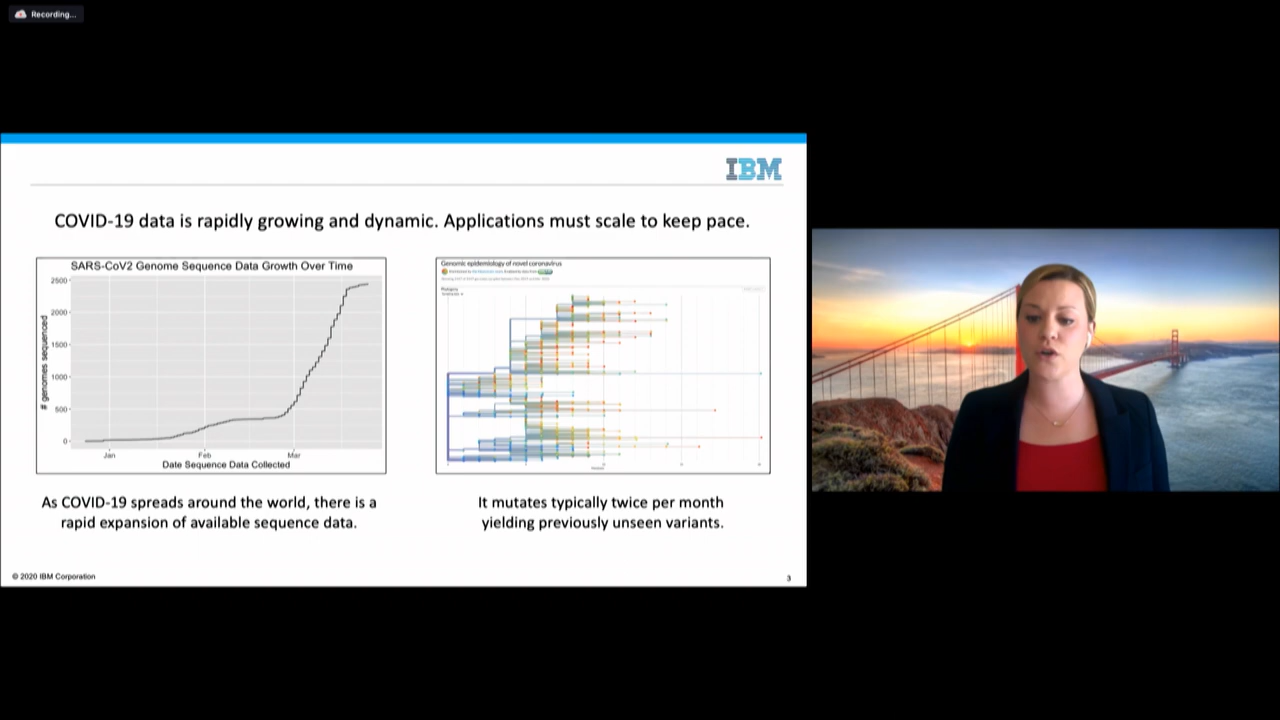 Recording...
IBM
COVID-19 data is rapidly growing and dynamic. Applications must scale to keep pace.
SARS-CoV2 Genome Sequence Data Growth Over Time
# genomes sequenced
2500
2000
1500
1000
500
0
Jan
Feb
Mar
Date Sequence Data Collected
Genomic epidemiology of novel coronavirus
Phylogeny
As COVID-19 spreads around the world, there is a
rapid expansion of available sequence data.
It mutates typically twice per month
yielding previously unseen variants.
© 2020 IBM Corporation
3